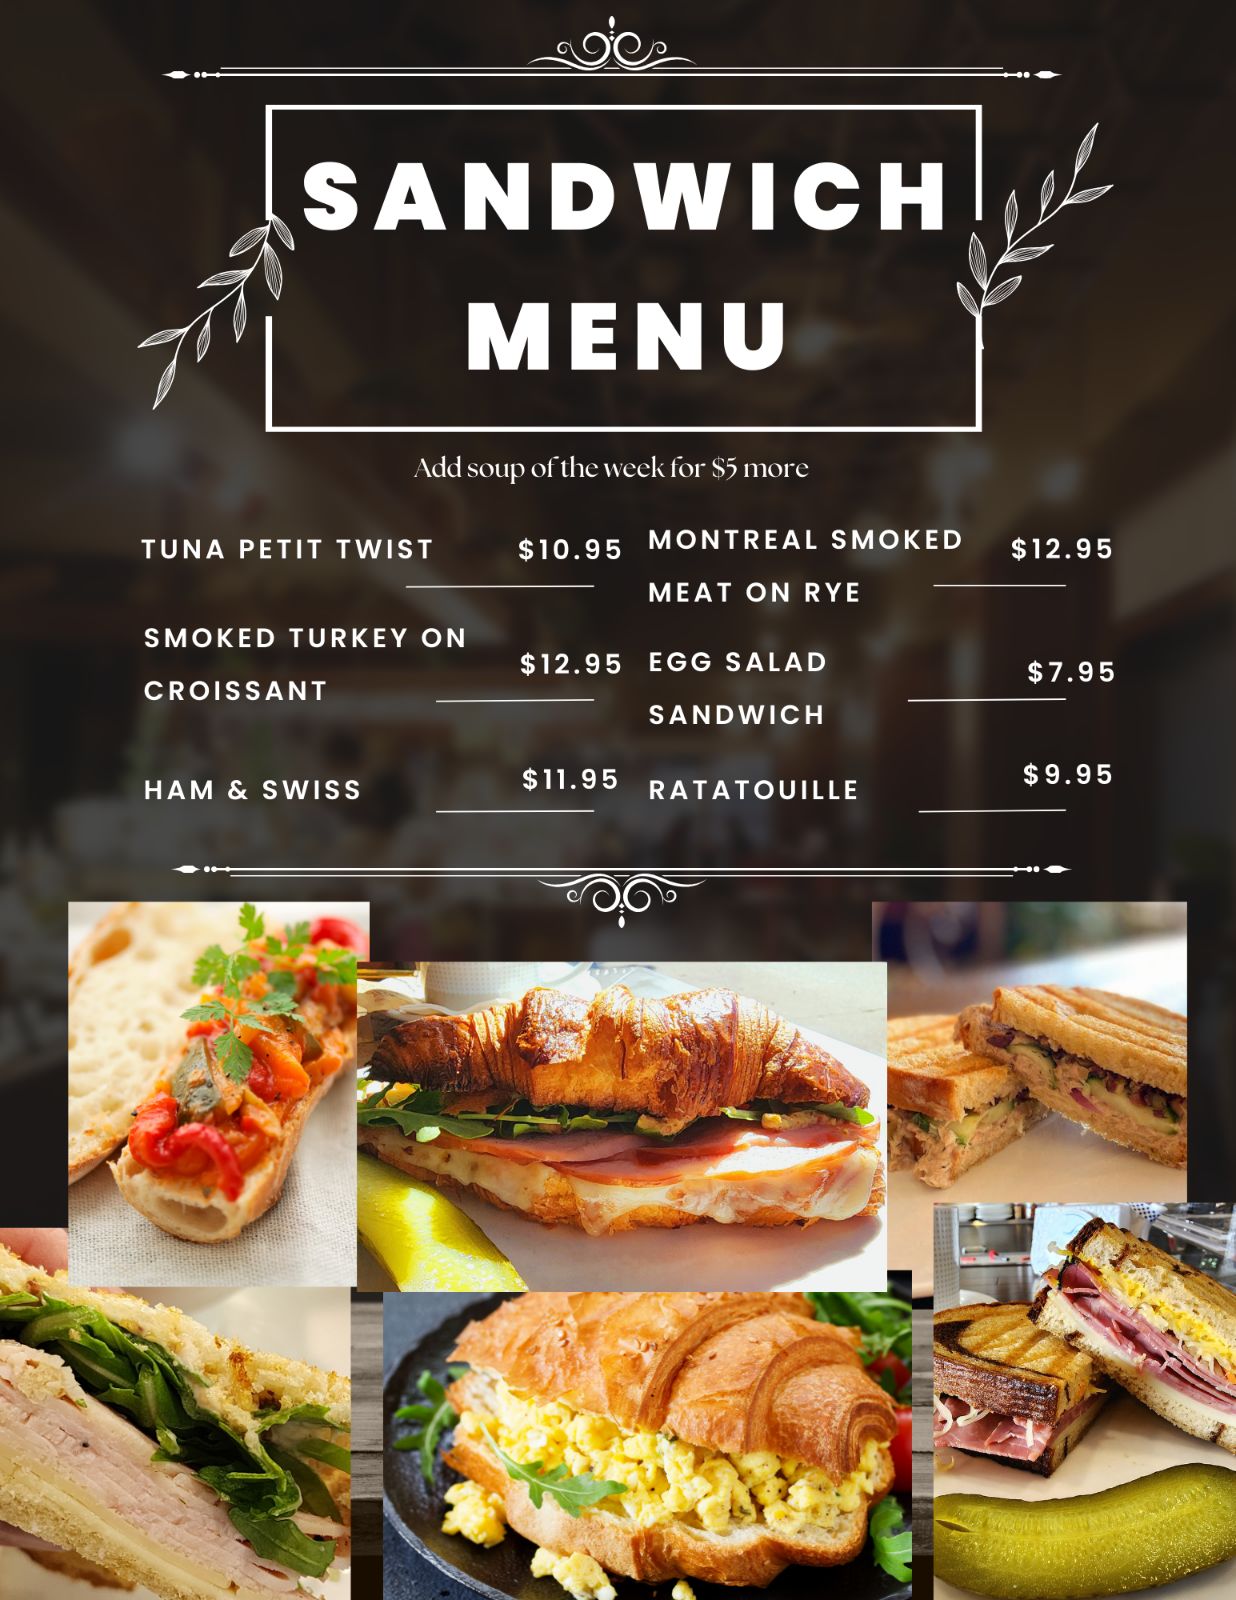 SANDWICH
MENU
Add soup of the week for $5 more
TUNA PETIT TWIST $10.95
SMOKED TURKEY ON
CROISSANT $12.95
HAM & SWISS $11.95
MONTREAL SMOKED
MEAT ON RYE $12.95
EGG SALAD
SANDWICH $7.95
RATATOUILLE $9.95